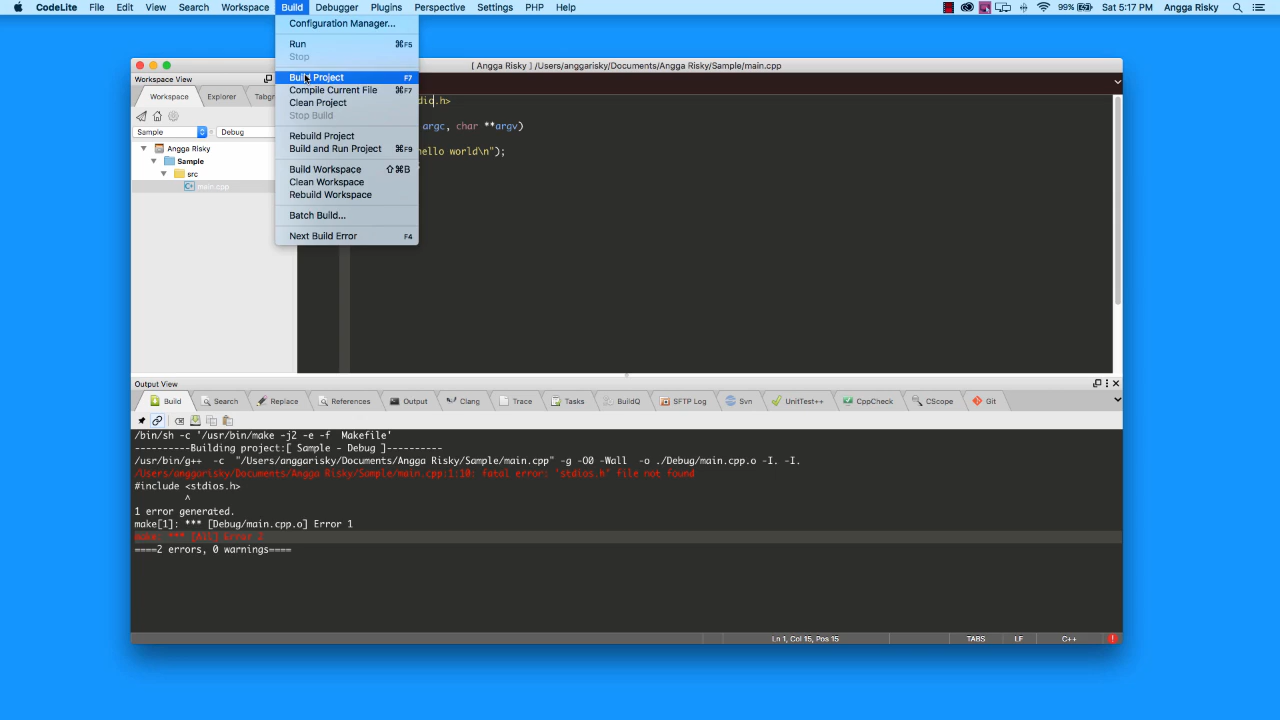 CodeLite File Edit View Search Workspace Build Debugger Plugins Perspective Settings PHP Help 99% Sat 5:17 PM Angga Risky
Configuration Manager...
Run ⌘F5
Stop
Build Project F7
Compile Current File ⌘F7
Clean Project
Stop Build
Rebuild Project
Build and Run Project ⌘F9
Build Workspace ⇧⌘B
Clean Workspace
Rebuild Workspace
Batch Build...
Next Build Error F4
[ Angga Risky ] /Users/anggarisky/Documents/Angga Risky/Sample/main.cpp
Workspace View
Workspace Explorer Tabgr
Sample Debug
Angga Risky
Sample
src
main.cpp
dio.h>
argc, char **argv)
hello world\n");
Output View
Build Search Replace References Output Clang Trace Tasks BuildQ SFTP Log Svn UnitTest++ CppCheck CScope Git
/bin/sh -c '/usr/bin/make -j2 -e -f Makefile'
----------Building project:[ Sample - Debug ]----------
/usr/bin/g++ -c "/Users/anggarisky/Documents/Angga Risky/Sample/main.cpp" -g -O0 -Wall -o ./Debug/main.cpp.o -I. -I.
/Users/anggarisky/Documents/Angga Risky/Sample/main.cpp:1:10: fatal error: 'stdios.h' file not found
#include <stdios.h>
^
1 error generated.
make[1]: *** [Debug/main.cpp.o] Error 1
make: *** [All] Error 2
====2 errors, 0 warnings====
Ln 1, Col 15, Pos 15 TABS LF C++